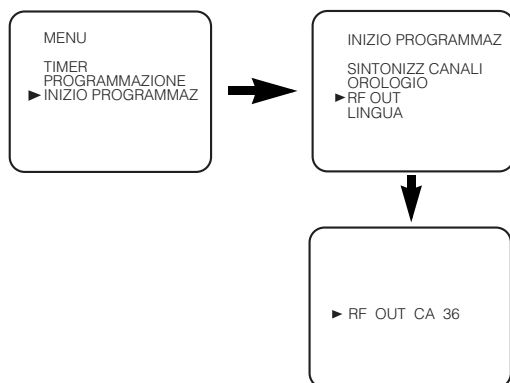 MENU
TIMER
PROGRAMMAZIONE
►INIZIO PROGRAMMAZ
INIZIO PROGRAMMAZ
SINTONIZZ CANALI
OROLOGIO
►RF OUT
LINGUA
► RF OUT CA 36